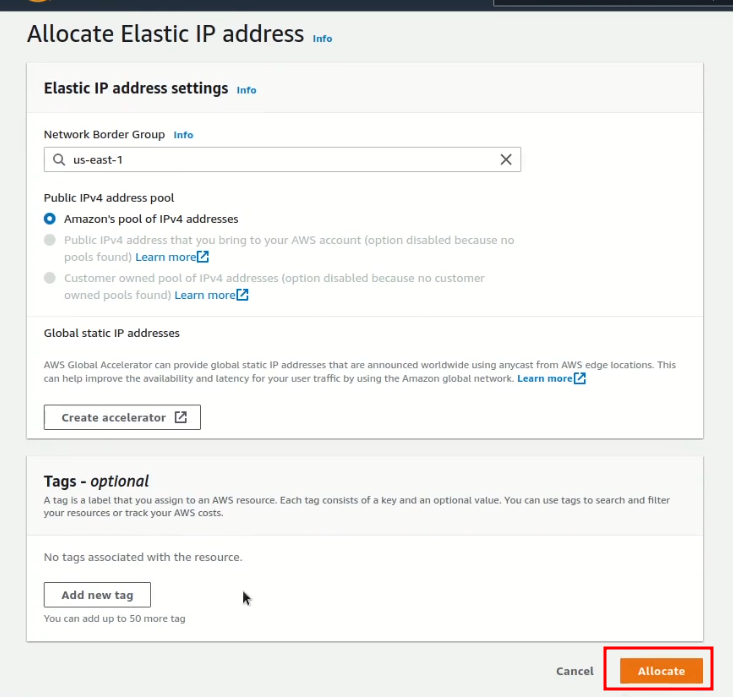 Allocate Elastic IP address Info
Elastic IP address settings Info
Network Border Group Info
us-east-1
Public IPv4 address pool
Amazon's pool of IPv4 addresses
Public IPv4 address that you bring to your AWS account (option disabled because no
pools found) Learn more
Customer owned pool of IPv4 addresses (option disabled because no customer
owned pools found) Learn more
Global static IP addresses
AWS Global Accelerator can provide global static IP addresses that are announced worldwide using anycast from AWS edge locations. This
can help improve the availability and latency for your user traffic by using the Amazon global network. Learn more
Create accelerator
Tags - optional
A tag is a label that you assign to an AWS resource. Each tag consists of a key and an optional value. You can use tags to search and filter
your resources or track your AWS costs.
No tags associated with the resource.
Add new tag
You can add up to 50 more tag
Cancel Allocate